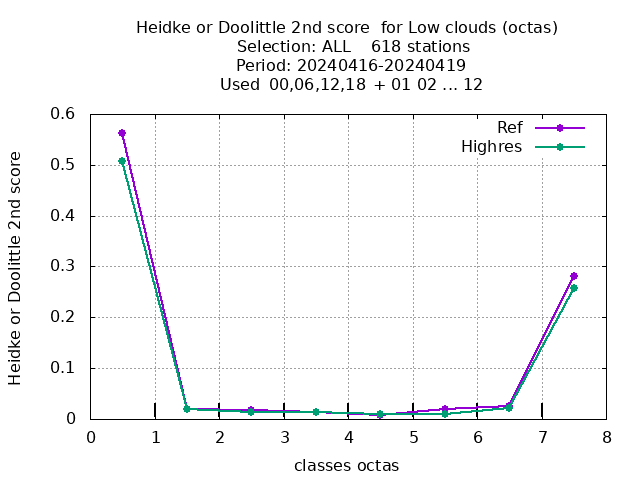 Heidke or Doolittle 2nd score  for Low clouds (octas)
Selection: ALL    618 stations
Period: 20240416-20240419
Used  00,06,12,18  + 01 02 ... 12
Ref
Highres
Heidke or Doolittle 2nd score
0.6
0.5
0.4
0.3
0.2
0.1
0
0 1 2 3 4 5 6 7 8
classes octas